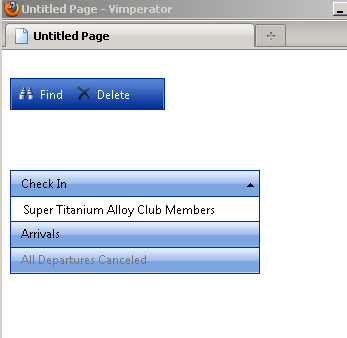 Untitled Page - Vimperator
Untitled Page
Find Delete
Check In
Super Titanium Alloy Club Members
Arrivals
All Departures Canceled